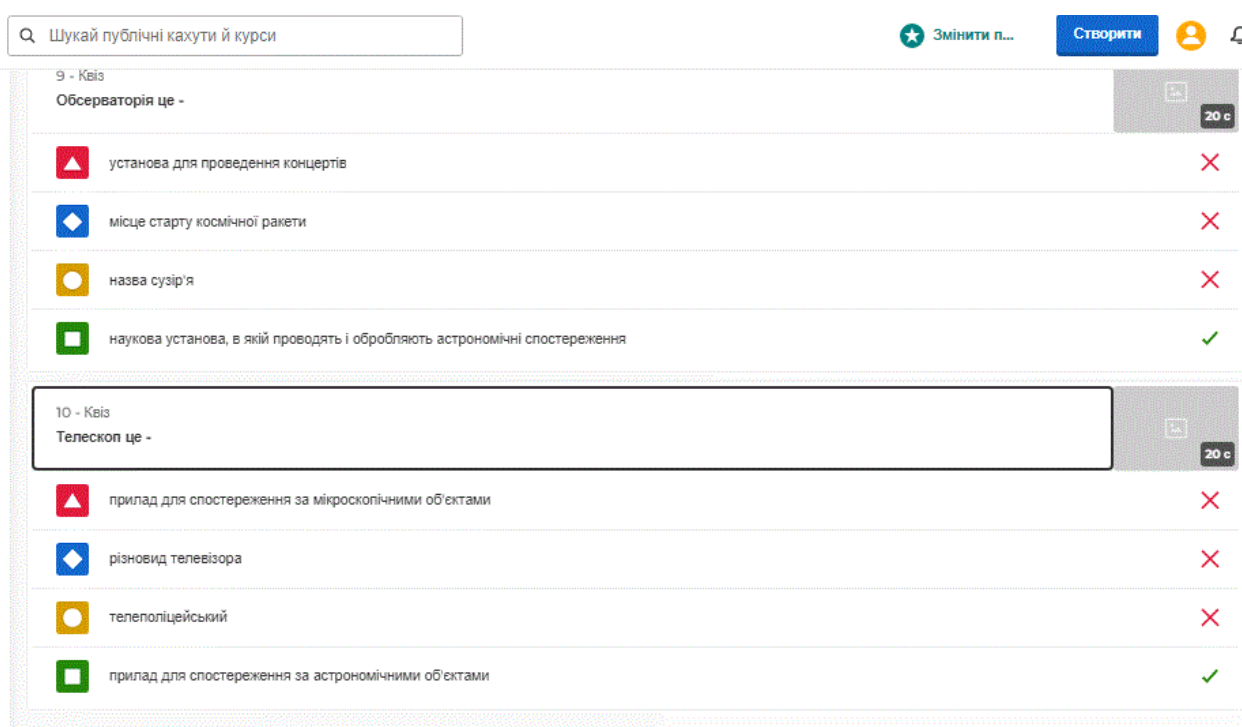 Шукай публічні кахути й курси
Змінити п...
Створити
9 - Квіз
Обсерваторія це -
20 с
установа для проведення концертів
місце старту космічної ракети
назва сузір'я
наукова установа, в якій проводять і обробляють астрономічні спостереження
10 - Квіз
Телескоп це -
20 с
прилад для спостереження за мікроскопічними об'єктами
різновид телевізора
телеполіцейський
прилад для спостереження за астрономічними об'єктами